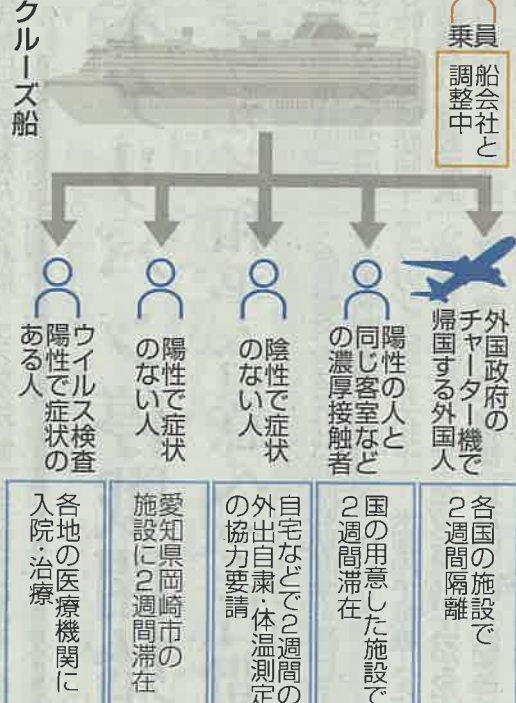 クルーズ船
乗員
船会社と
調整中
外国政府の
チャーター機で
帰国する外国人
各国の施設で
2週間隔離
陽性の人と
同じ客室など
の濃厚接触者
国の用意した施設で
2週間滞在
陰性で症状
のない人
自宅などで2週間の
外出自粛・体温測定
の協力要請
陽性で症状
のない人
愛知県岡崎市の
施設に2週間滞在
ウイルス検査
陽性で症状の
ある人
各地の医療機関に
入院・治療